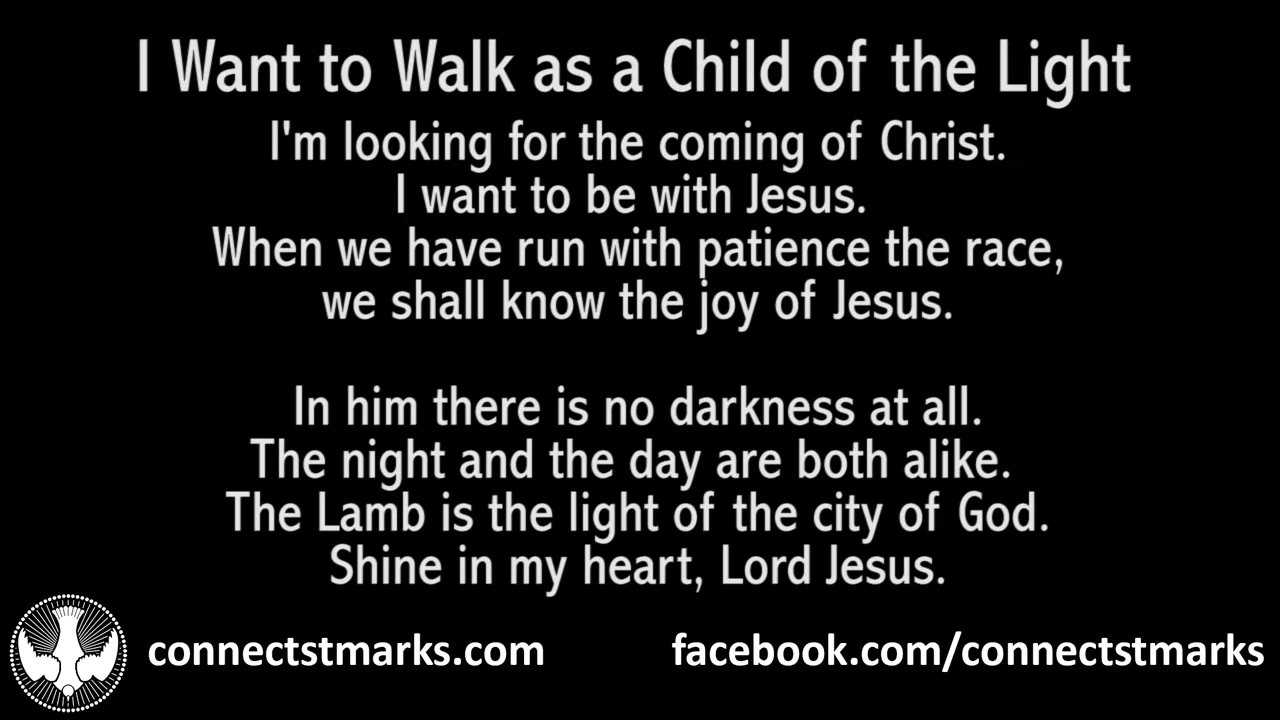 I Want to Walk as a Child of the Light
I'm looking for the coming of Christ.
I want to be with Jesus.
When we have run with patience the race,
we shall know the joy of Jesus.
In him there is no darkness at all.
The night and the day are both alike.
The Lamb is the light of the city of God.
Shine in my heart, Lord Jesus.
connectstmarks.com
facebook.com/connectstmarks